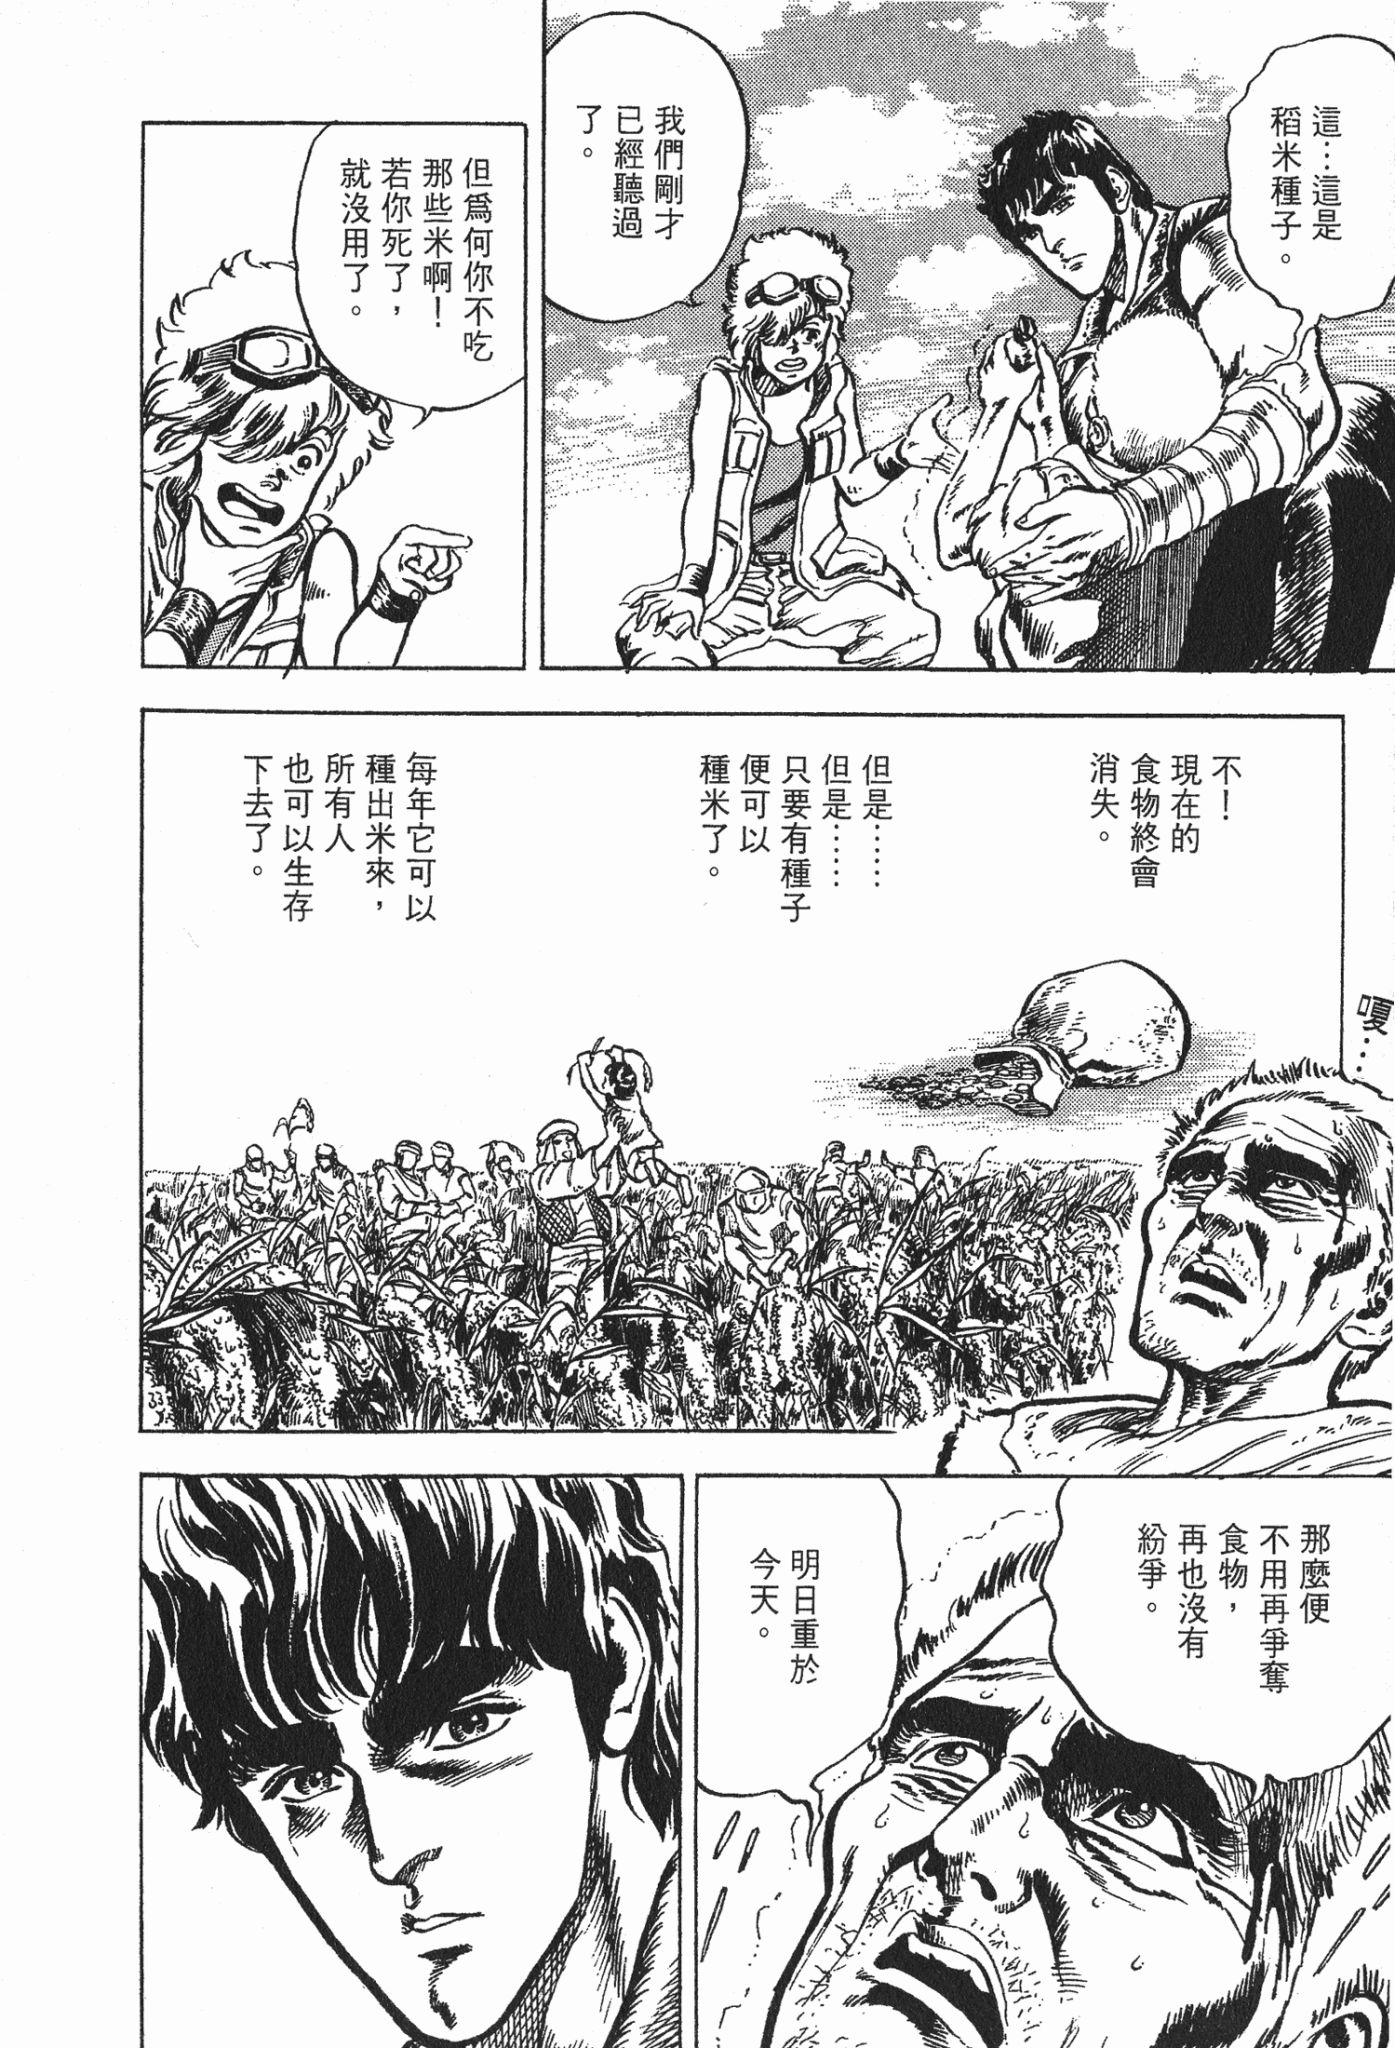 這…這是
稻米種子。
我們剛才
已經聽過
了。
但爲何你不吃
那些米啊！
若你死了，
就沒用了。
嗄…
不！
現在的
食物終會
消失。
但是……
但是……
只要有種子
便可以
種米了。
每年它可以
種出米來，
所有人
也可以生存
下去了。
那麼便
不用再爭奪
食物，
再也沒有
紛爭。
明日重於
今天。